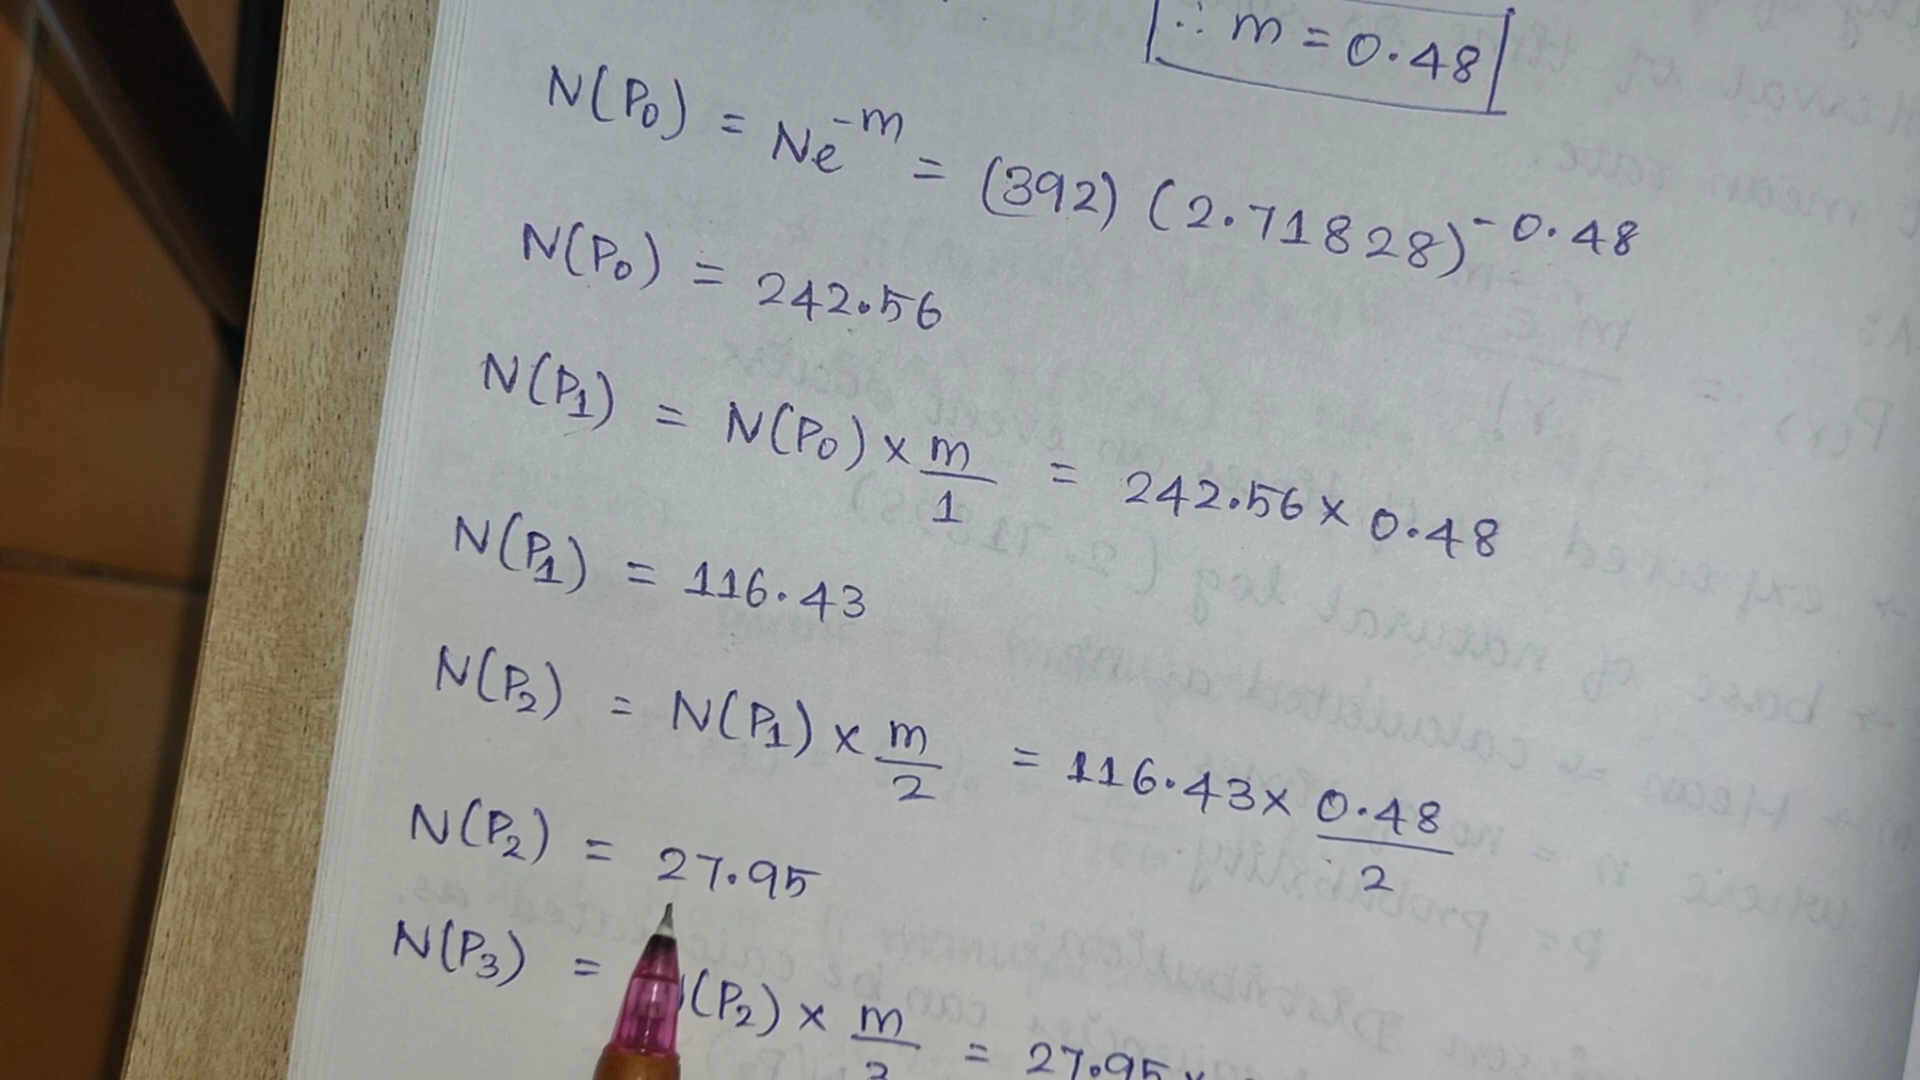 ∴ m = 0.48
N(P₀) = Ne⁻ᵐ = (392) (2.71828)⁻⁰·⁴⁸
N(P₀) = 242.56
N(P₁) = N(P₀) × m/1 = 242.56 × 0.48
N(P₁) = 116.43
N(P₂) = N(P₁) × m/2 = 116.43 × 0.48/2
N(P₂) = 27.95
N(P₃) = (P₂) × m/3 = 27.95 ×